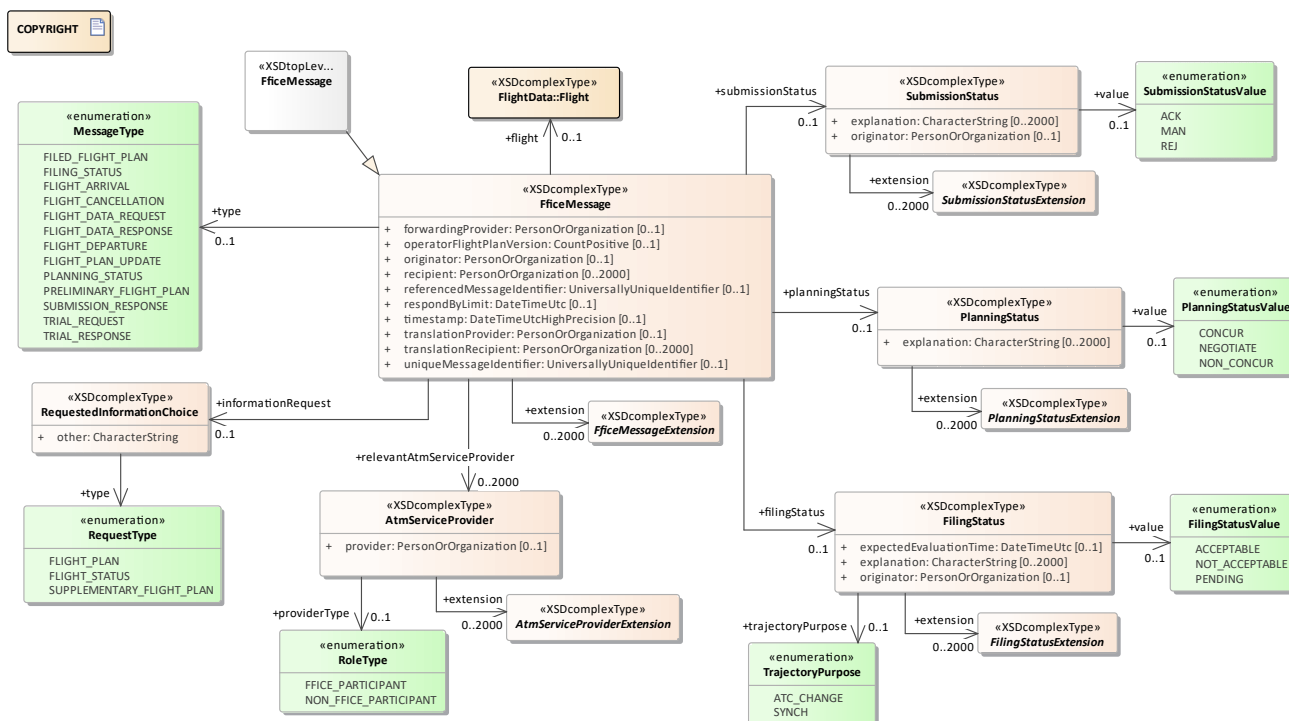 COPYRIGHT
«XSDtopLev...
FficeMessage
«XSDcomplexType»
FlightData::Flight
+flight
0..1
«enumeration»
MessageType
FILED_FLIGHT_PLAN
FILING_STATUS
FLIGHT_ARRIVAL
FLIGHT_CANCELLATION
FLIGHT_DATA_REQUEST
FLIGHT_DATA_RESPONSE
FLIGHT_DEPARTURE
FLIGHT_PLAN_UPDATE
PLANNING_STATUS
PRELIMINARY_FLIGHT_PLAN
SUBMISSION_RESPONSE
TRIAL_REQUEST
TRIAL_RESPONSE
+type
0..1
«XSDcomplexType»
FficeMessage
+ forwardingProvider: PersonOrOrganization [0..1]
+ operatorFlightPlanVersion: CountPositive [0..1]
+ originator: PersonOrOrganization [0..1]
+ recipient: PersonOrOrganization [0..2000]
+ referencedMessageIdentifier: UniversallyUniqueIdentifier [0..1]
+ respondByLimit: DateTimeUtc [0..1]
+ timestamp: DateTimeUtcHighPrecision [0..1]
+ translationProvider: PersonOrOrganization [0..1]
+ translationRecipient: PersonOrOrganization [0..2000]
+ uniqueMessageIdentifier: UniversallyUniqueIdentifier [0..1]
+submissionStatus
0..1
«XSDcomplexType»
SubmissionStatus
+ explanation: CharacterString [0..2000]
+ originator: PersonOrOrganization [0..1]
+value
0..1
«enumeration»
SubmissionStatusValue
ACK
MAN
REJ
+extension
0..2000
«XSDcomplexType»
SubmissionStatusExtension
+planningStatus
0..1
«XSDcomplexType»
PlanningStatus
+ explanation: CharacterString [0..2000]
+value
0..1
«enumeration»
PlanningStatusValue
CONCUR
NEGOTIATE
NON_CONCUR
+extension
0..2000
«XSDcomplexType»
PlanningStatusExtension
«XSDcomplexType»
RequestedInformationChoice
+ other: CharacterString
+informationRequest
0..1
+type
«enumeration»
RequestType
FLIGHT_PLAN
FLIGHT_STATUS
SUPPLEMENTARY_FLIGHT_PLAN
+extension
0..2000
«XSDcomplexType»
FficeMessageExtension
+relevantAtmServiceProvider
0..2000
«XSDcomplexType»
AtmServiceProvider
+ provider: PersonOrOrganization [0..1]
+providerType
0..1
«enumeration»
RoleType
FFICE_PARTICIPANT
NON_FFICE_PARTICIPANT
+extension
0..2000
«XSDcomplexType»
AtmServiceProviderExtension
+filingStatus
0..1
«XSDcomplexType»
FilingStatus
+ expectedEvaluationTime: DateTimeUtc [0..1]
+ explanation: CharacterString [0..2000]
+ originator: PersonOrOrganization [0..1]
+value
0..1
«enumeration»
FilingStatusValue
ACCEPTABLE
NOT_ACCEPTABLE
PENDING
+trajectoryPurpose
0..1
«enumeration»
TrajectoryPurpose
ATC_CHANGE
SYNCH
+extension
0..2000
«XSDcomplexType»
FilingStatusExtension